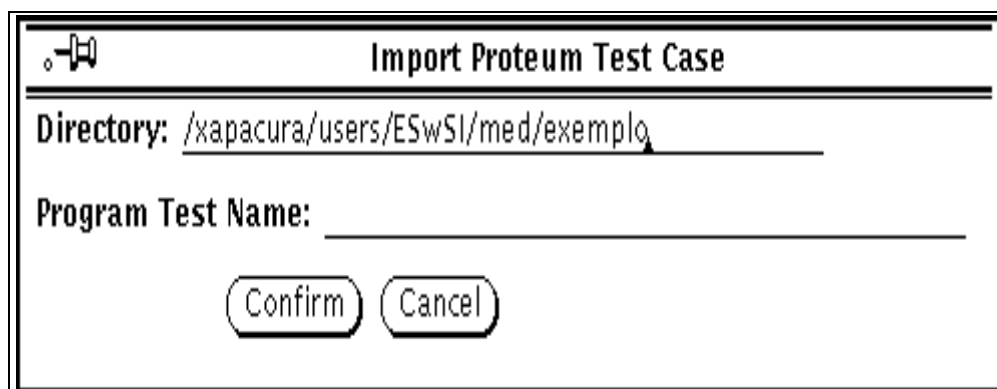 Import Proteum Test Case
Directory: /xapacura/users/ESwSI/med/exemplo
Program Test Name:
Confirm Cancel